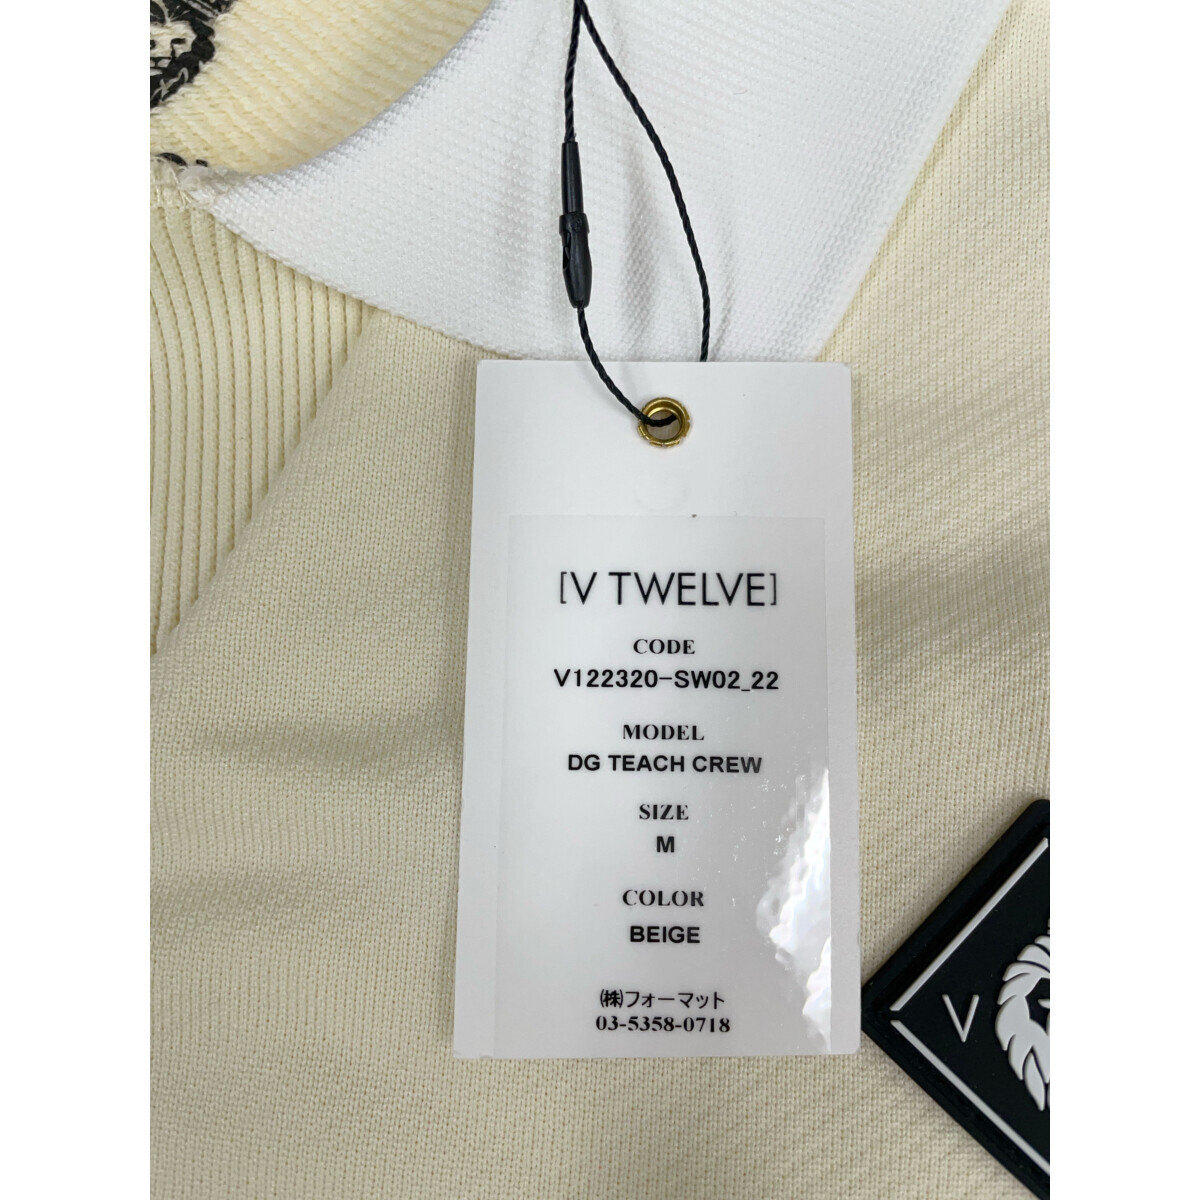 [V TWELVE]
CODE
V122320-SW02_22
MODEL
DG TEACH CREW
SIZE
M
COLOR
BEIGE
㈱フォーマット
03-5358-0718
V